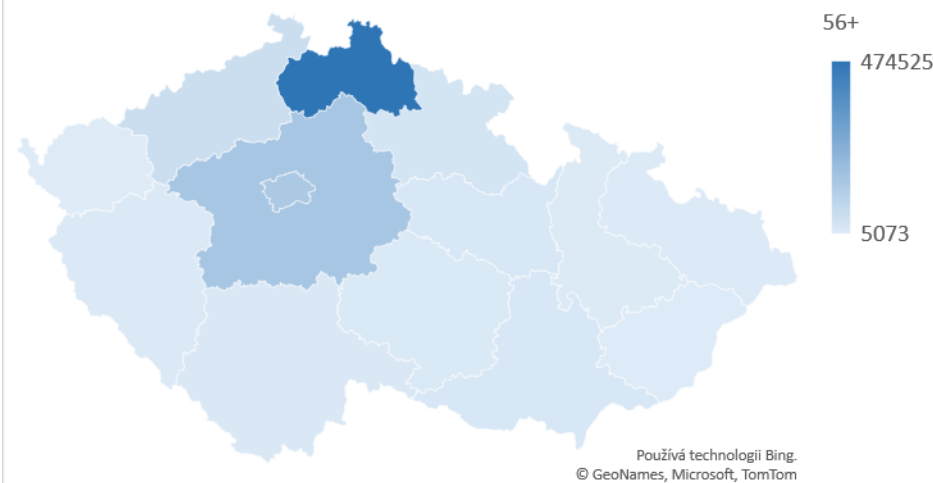 56+
474525
5073
Používá technologii Bing.
© GeoNames, Microsoft, TomTom